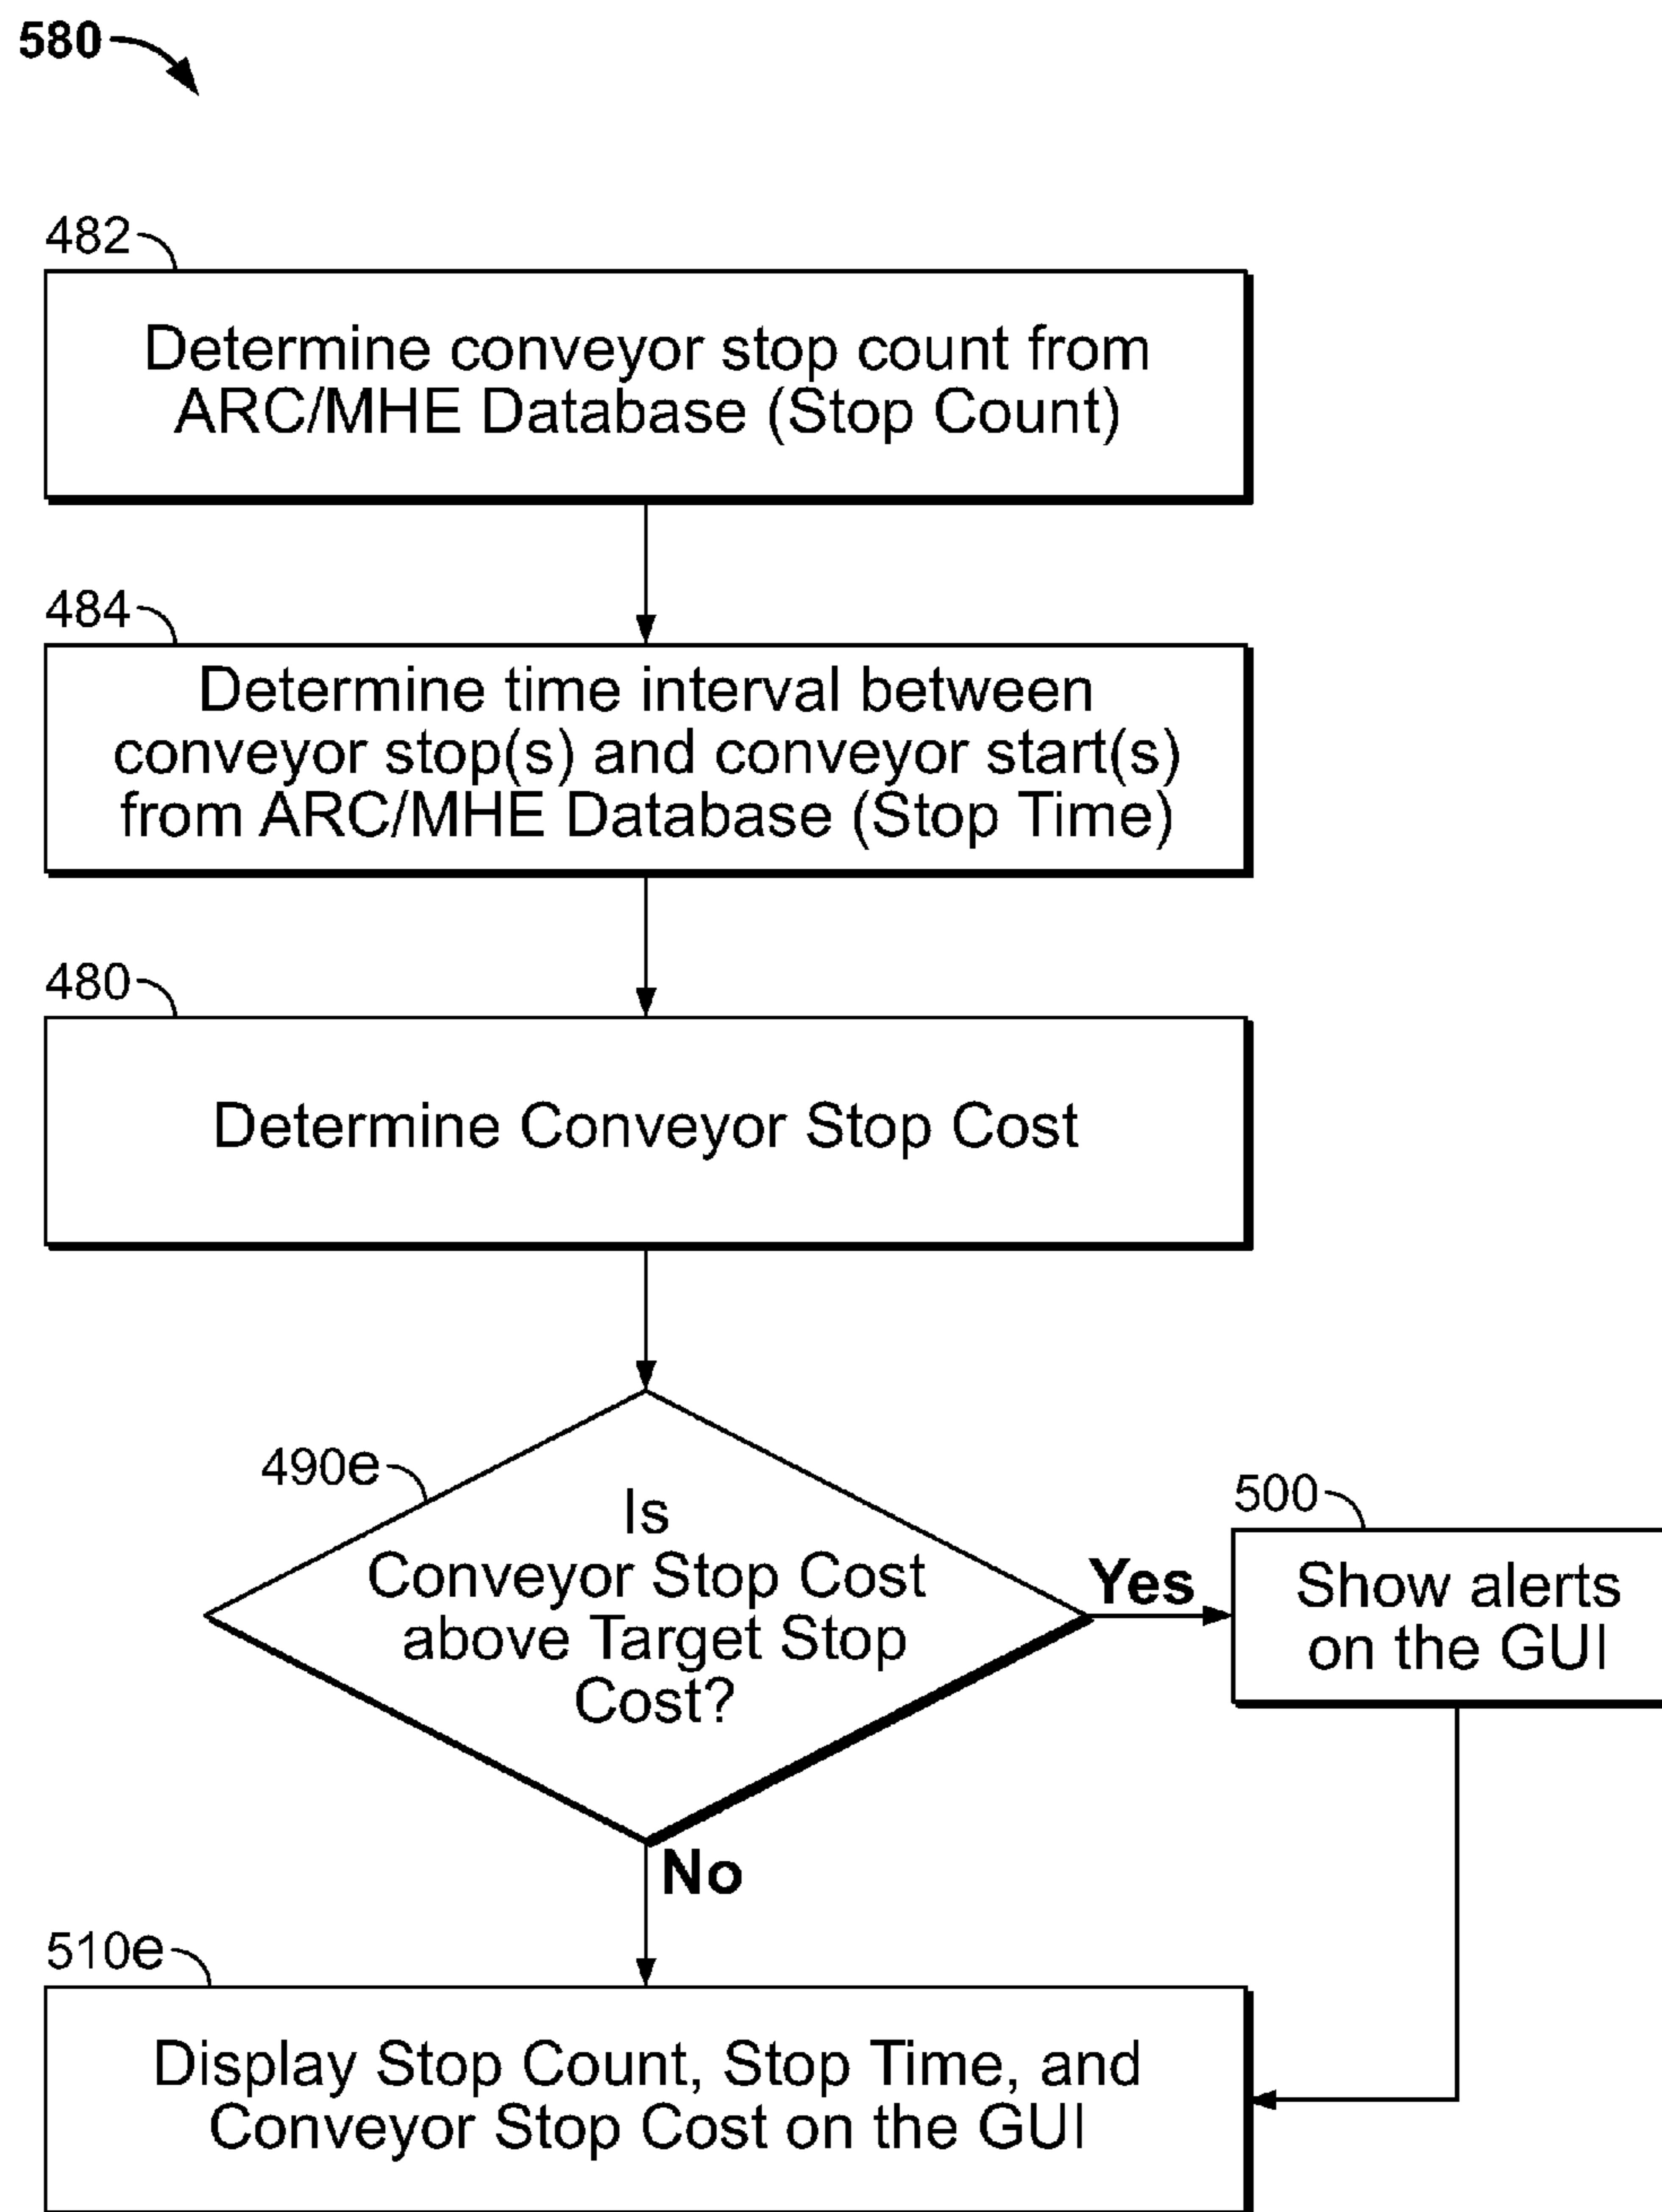 580
482
Determine conveyor stop count from
ARC/MHE Database (Stop Count)
484
Determine time interval between
conveyor stop(s) and conveyor start(s)
from ARC/MHE Database (Stop Time)
480
Determine Conveyor Stop Cost
490e
Is
Conveyor Stop Cost
above Target Stop
Cost?
Yes
500
Show alerts
on the GUI
No
510e
Display Stop Count, Stop Time, and
Conveyor Stop Cost on the GUI